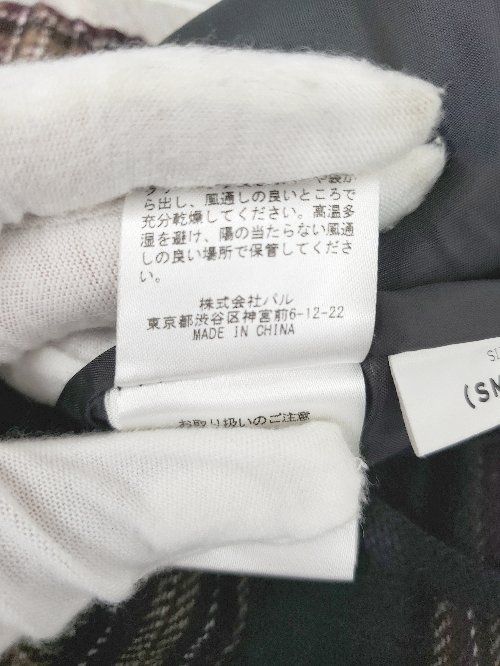 ら出し、風通しの良いところで
充分乾燥してください。高温多
湿を避け、陽の当たらない風通
しの良い場所で保管してくださ
い。
株式会社パル
東京都渋谷区神宮前6-12-22
MADE IN CHINA
お取り扱いのご注意
(SM